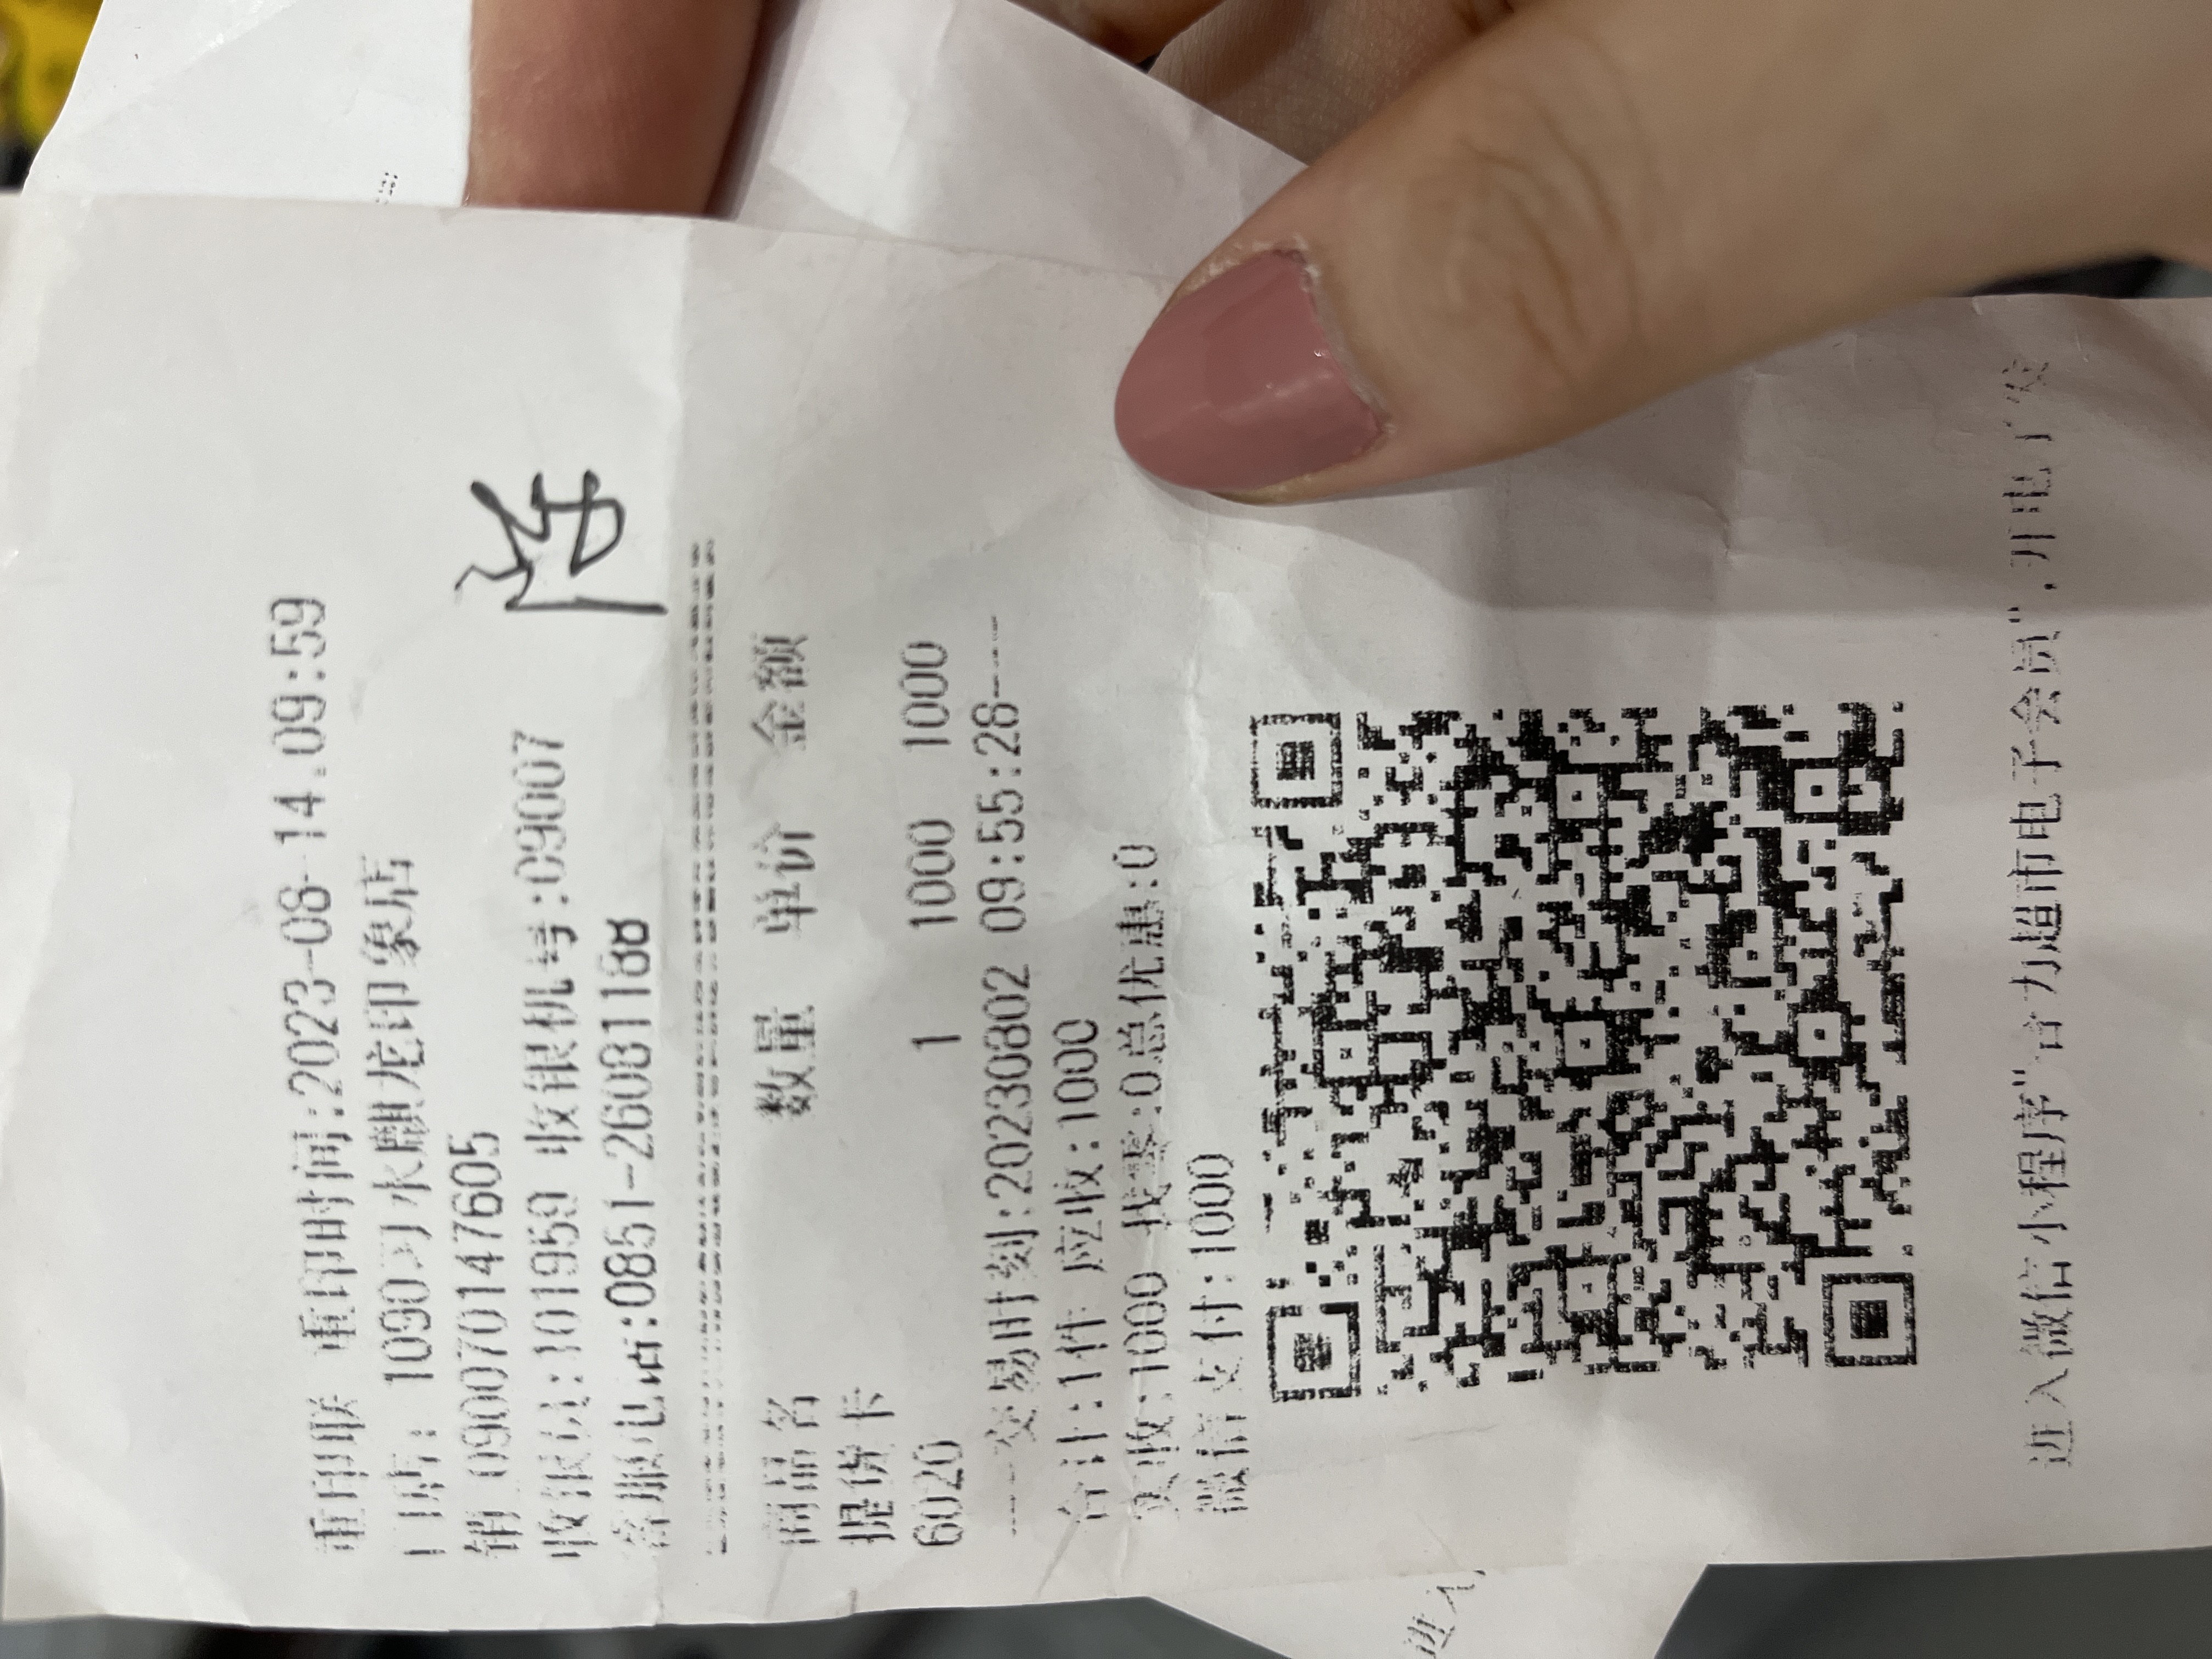 重印联 重印时间:2023-08-14.09:59
门店: 1090习水麒龙印象店
销 090070147605
收银员:101959 收银机号:09007
客服电话:0851-26081188
商品名 数量 单价 金额
提货卡
6020 1 1000 1000
----交易时刻:20230802 09:55:28----
合计:1件 应收:1000
实收:1000 找零:0总优惠:0
微信支付:1000
进入微信小程序"合力超市电子会员",开电子发
进入